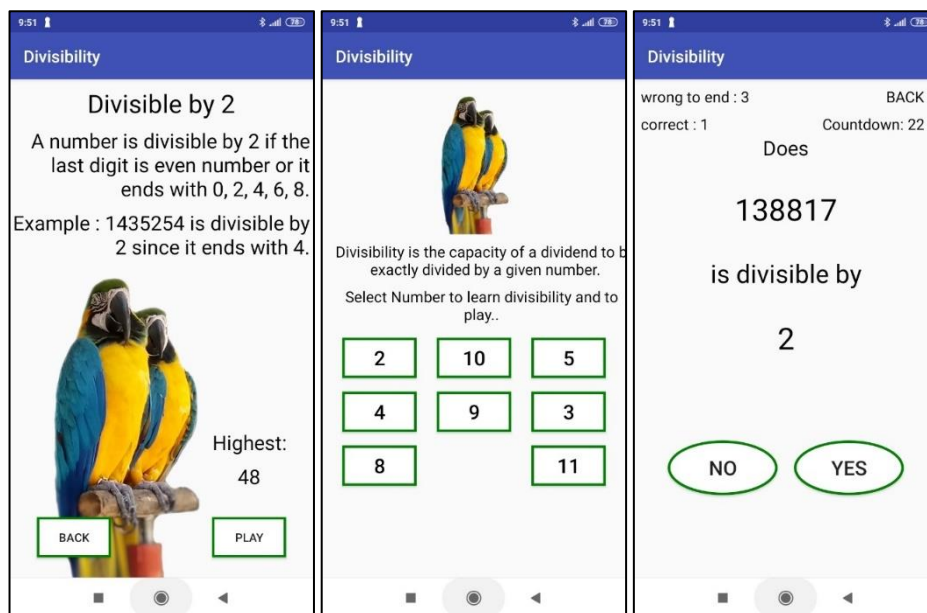 9:51
78
Divisibility
Divisible by 2
A number is divisible by 2 if the
last digit is even number or it
ends with 0, 2, 4, 6, 8.
Example : 1435254 is divisible by
2 since it ends with 4.
Highest:
48
BACK PLAY
9:51
78
Divisibility
Divisibility is the capacity of a dividend to b
exactly divided by a given number.
Select Number to learn divisibility and to
play..
2 10 5
4 9 3
8 11
9:51
78
Divisibility
wrong to end : 3 BACK
correct : 1 Countdown: 22
Does
138817
is divisible by
2
NO YES